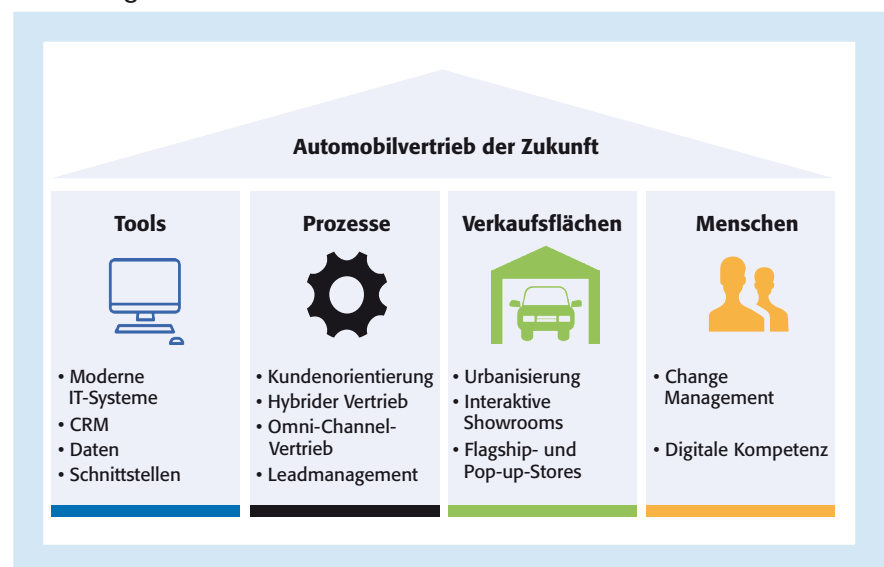 Automobilvertrieb der Zukunft
Tools
• Moderne
IT-Systeme
• CRM
• Daten
• Schnittstellen
Prozesse
• Kundenorientierung
• Hybrider Vertrieb
• Omni-Channel-
Vertrieb
• Leadmanagement
Verkaufsflächen
• Urbanisierung
• Interaktive
Showrooms
• Flagship- und
Pop-up-Stores
Menschen
• Change
Management
• Digitale Kompetenz